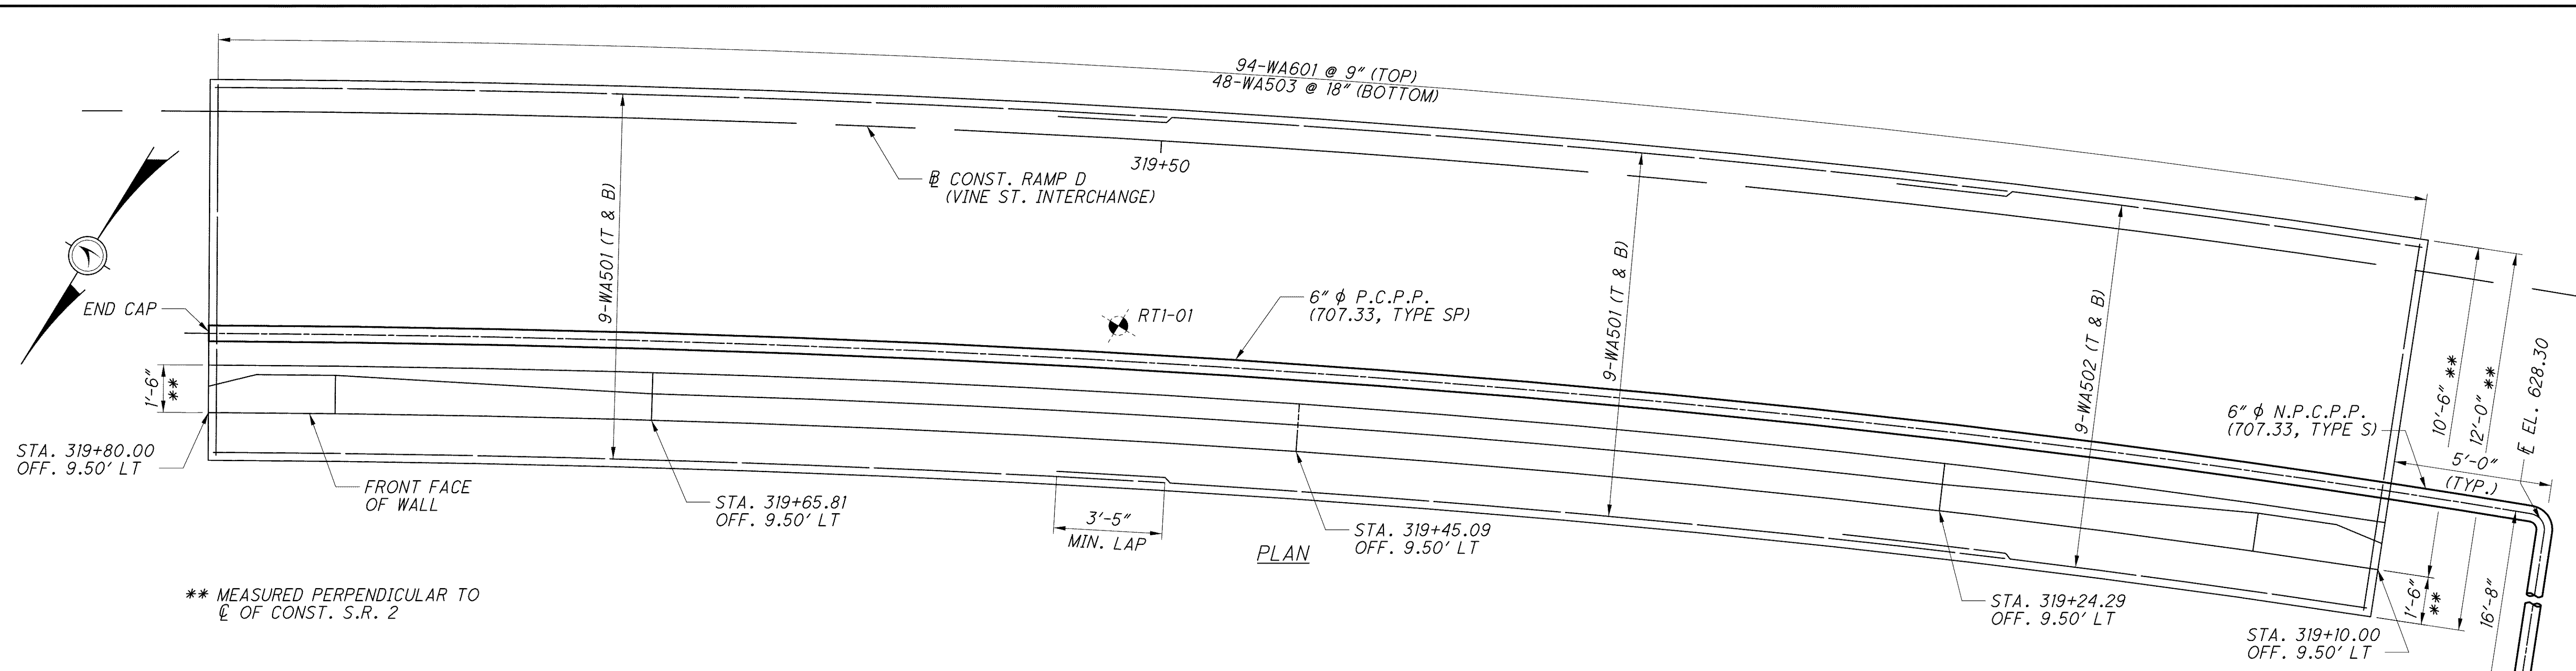 94-WA601 @ 9" (TOP)
48-WA503 @ 18" (BOTTOM)
319+50
℄ CONST. RAMP D
(VINE ST. INTERCHANGE)
9-WA501 (T & B)
9-WA501 (T & B)
9-WA502 (T & B)
END CAP
RT1-01
6" ϕ P.C.P.P.
(707.33, TYPE SP)
1'-6"
**
6" ϕ N.P.C.P.P.
(707.33, TYPE S)
10'-6" **
12'-0" **
℄ EL. 628.30
5'-0"
(TYP.)
STA. 319+80.00
OFF. 9.50' LT
FRONT FACE
OF WALL
STA. 319+65.81
OFF. 9.50' LT
3'-5"
MIN. LAP
PLAN
STA. 319+45.09
OFF. 9.50' LT
STA. 319+24.29
OFF. 9.50' LT
1'-6"
**
16'-8"
STA. 319+10.00
OFF. 9.50' LT
** MEASURED PERPENDICULAR TO
℄ OF CONST. S.R. 2